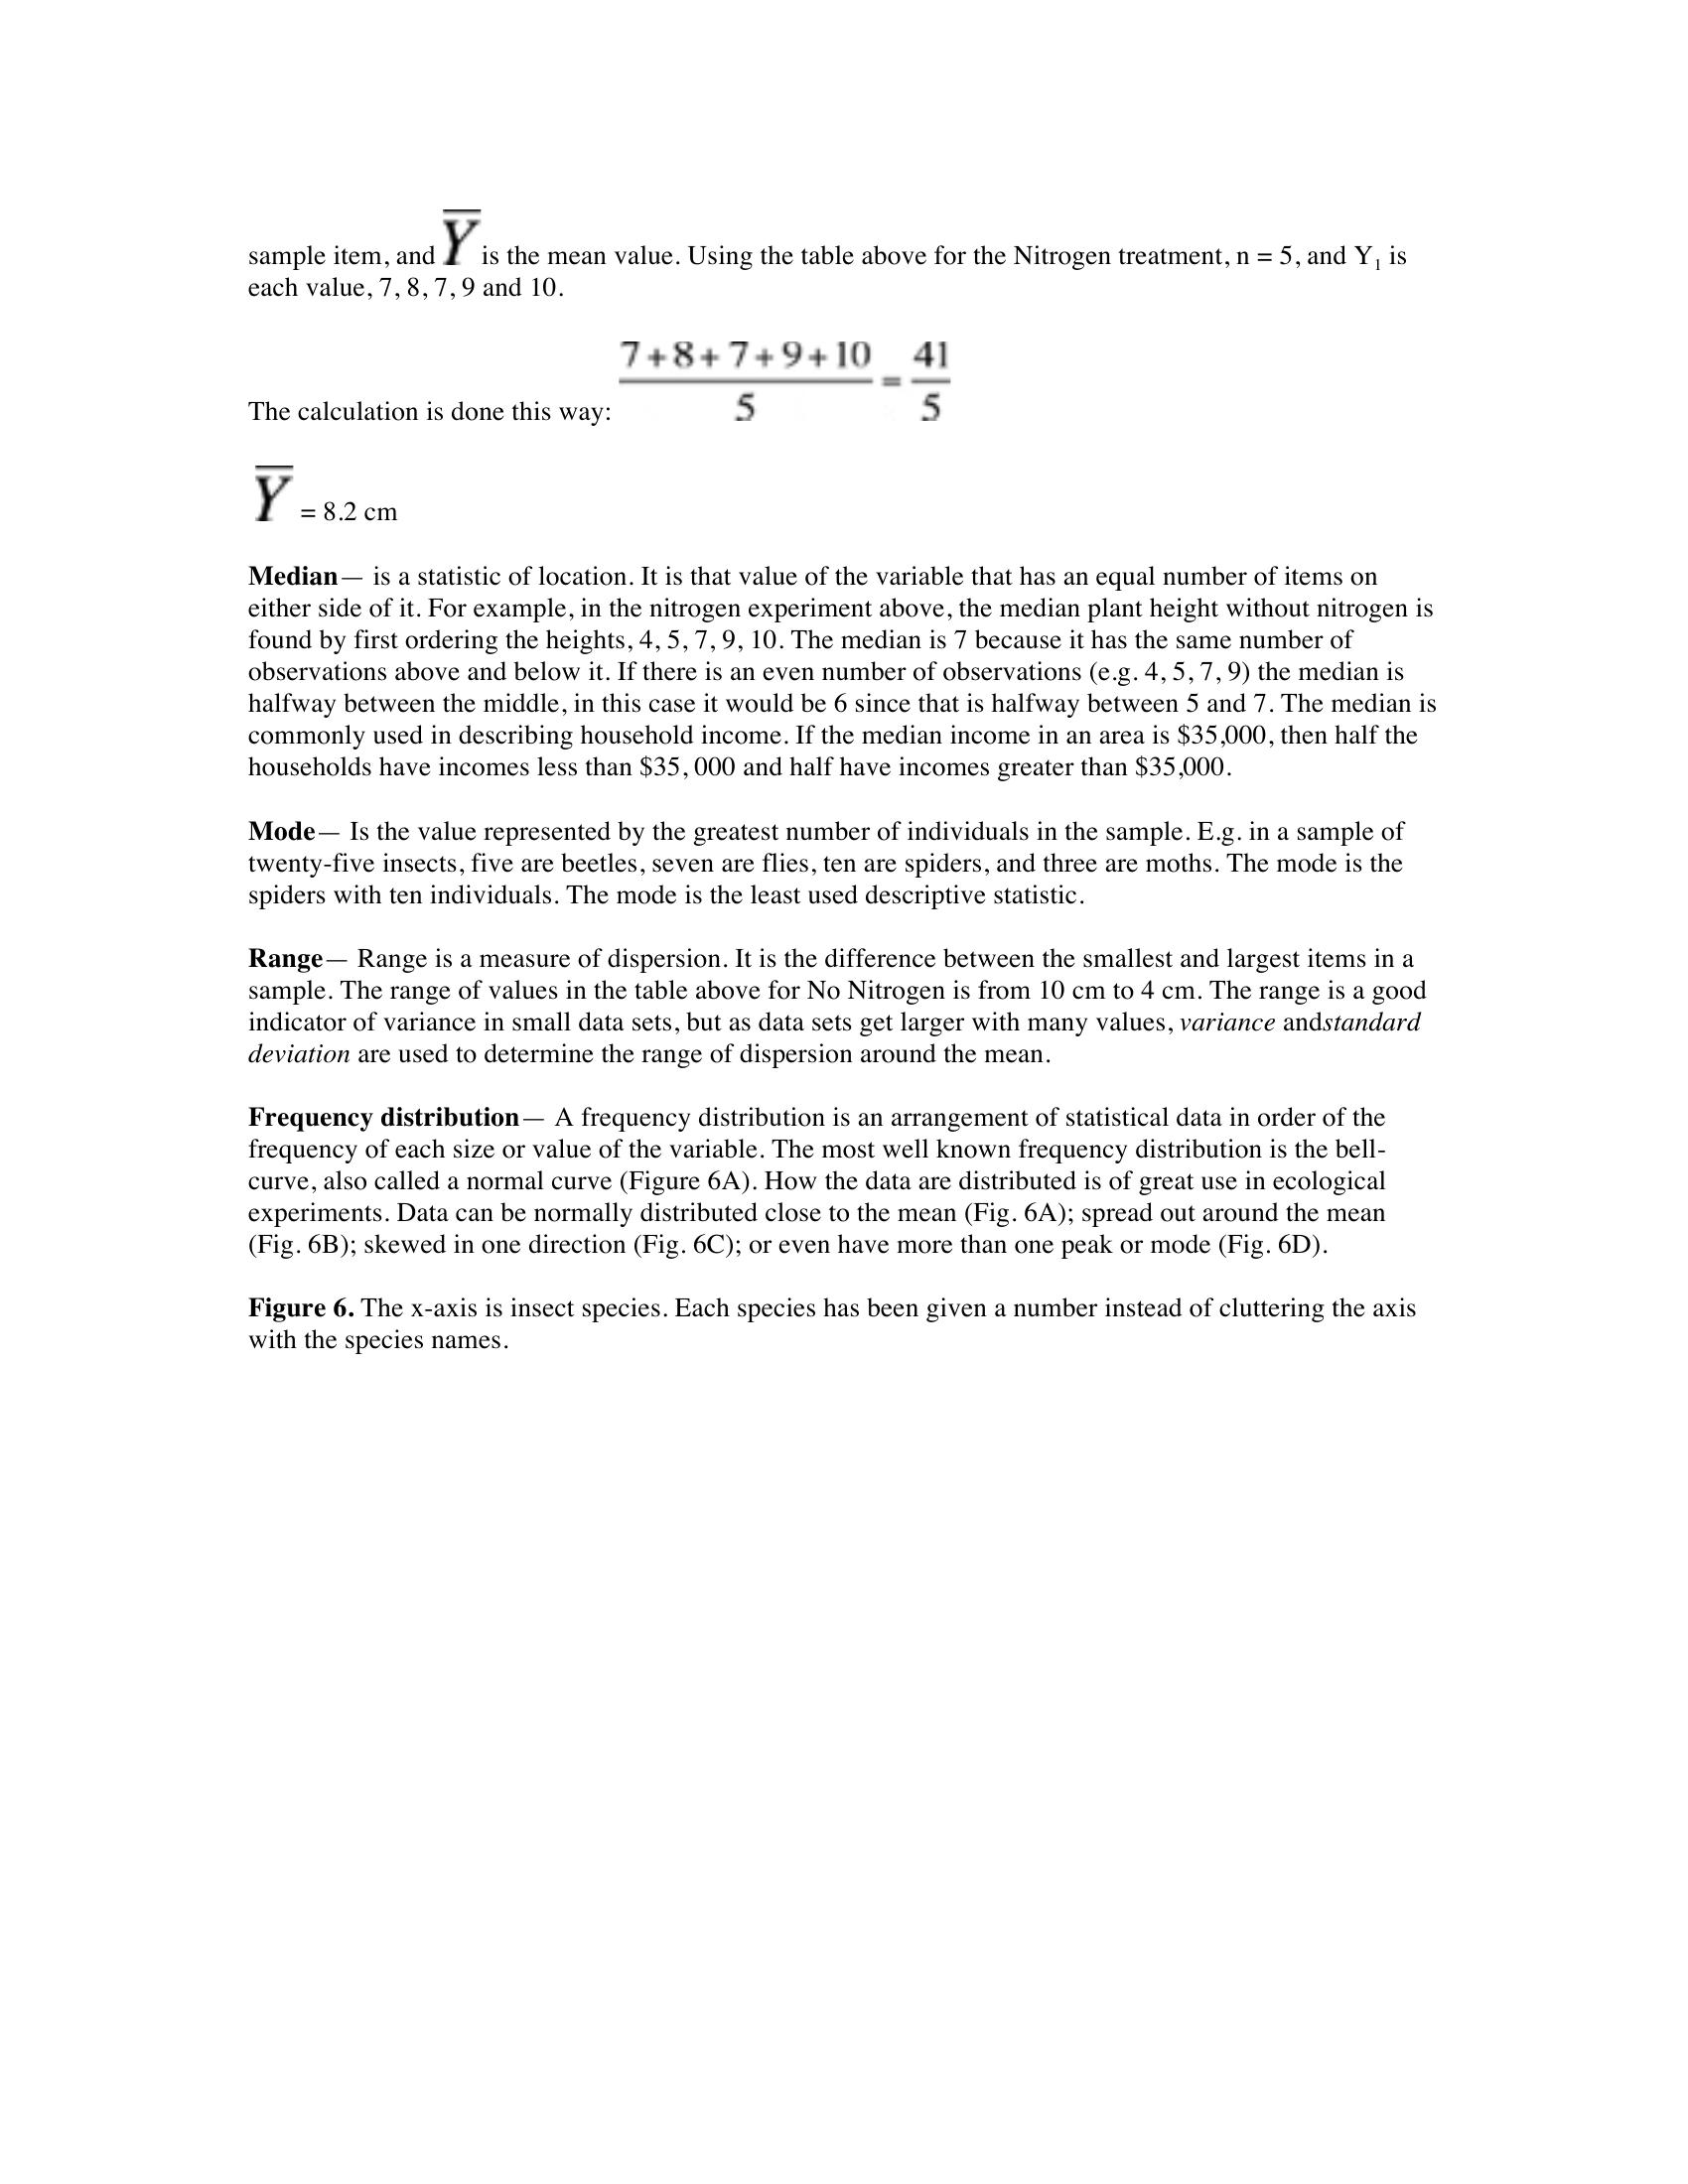 sample item, and Y̅ is the mean value. Using the table above for the Nitrogen treatment, n = 5, and Y₁ is
each value, 7, 8, 7, 9 and 10.
The calculation is done this way: (7+8+7+9+10)/5 = 41/5
Y̅ = 8.2 cm
Median— is a statistic of location. It is that value of the variable that has an equal number of items on
either side of it. For example, in the nitrogen experiment above, the median plant height without nitrogen is
found by first ordering the heights, 4, 5, 7, 9, 10. The median is 7 because it has the same number of
observations above and below it. If there is an even number of observations (e.g. 4, 5, 7, 9) the median is
halfway between the middle, in this case it would be 6 since that is halfway between 5 and 7. The median is
commonly used in describing household income. If the median income in an area is $35,000, then half the
households have incomes less than $35, 000 and half have incomes greater than $35,000.
Mode— Is the value represented by the greatest number of individuals in the sample. E.g. in a sample of
twenty-five insects, five are beetles, seven are flies, ten are spiders, and three are moths. The mode is the
spiders with ten individuals. The mode is the least used descriptive statistic.
Range— Range is a measure of dispersion. It is the difference between the smallest and largest items in a
sample. The range of values in the table above for No Nitrogen is from 10 cm to 4 cm. The range is a good
indicator of variance in small data sets, but as data sets get larger with many values, variance andstandard
deviation are used to determine the range of dispersion around the mean.
Frequency distribution— A frequency distribution is an arrangement of statistical data in order of the
frequency of each size or value of the variable. The most well known frequency distribution is the bell-
curve, also called a normal curve (Figure 6A). How the data are distributed is of great use in ecological
experiments. Data can be normally distributed close to the mean (Fig. 6A); spread out around the mean
(Fig. 6B); skewed in one direction (Fig. 6C); or even have more than one peak or mode (Fig. 6D).
Figure 6. The x-axis is insect species. Each species has been given a number instead of cluttering the axis
with the species names.